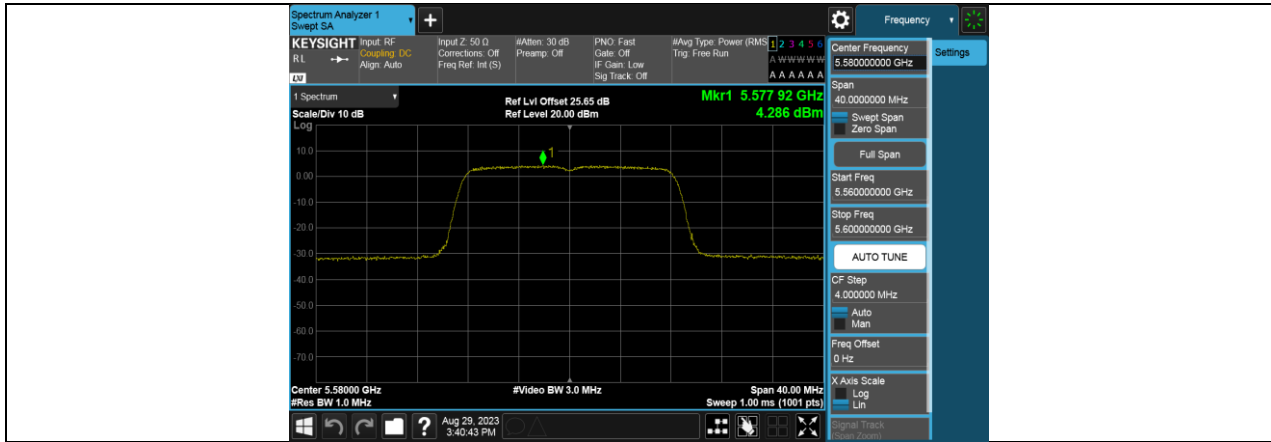 Spectrum Analyzer 1
Swept SA
+
Frequency
KEYSIGHT
RL
LXI
Input: RF
Coupling: DC
Align: Auto
Input Z: 50 Ω
Corrections: Off
Freq Ref: Int (S)
#Atten: 30 dB
Preamp: Off
PNO: Fast
Gate: Off
IF Gain: Low
Sig Track: Off
#Avg Type: Power (RMS
Trig: Free Run
1 2 3 4 5 6
A W W W W W
A A A A A A
1 Spectrum
Scale/Div 10 dB
Ref Lvl Offset 25.65 dB
Ref Level 20.00 dBm
Mkr1 5.577 92 GHz
4.286 dBm
Log
10.0
0.00
-10.0
-20.0
-30.0
-40.0
-50.0
-60.0
-70.0
1
Center 5.58000 GHz
#Res BW 1.0 MHz
#Video BW 3.0 MHz
Span 40.00 MHz
Sweep 1.00 ms (1001 pts)
Center Frequency
5.580000000 GHz
Settings
Span
40.0000000 MHz
Swept Span
Zero Span
Full Span
Start Freq
5.560000000 GHz
Stop Freq
5.600000000 GHz
AUTO TUNE
CF Step
4.000000 MHz
Auto
Man
Freq Offset
0 Hz
X Axis Scale
Log
Lin
Signal Track
(Span Zoom)
?
Aug 29, 2023
3:40:43 PM